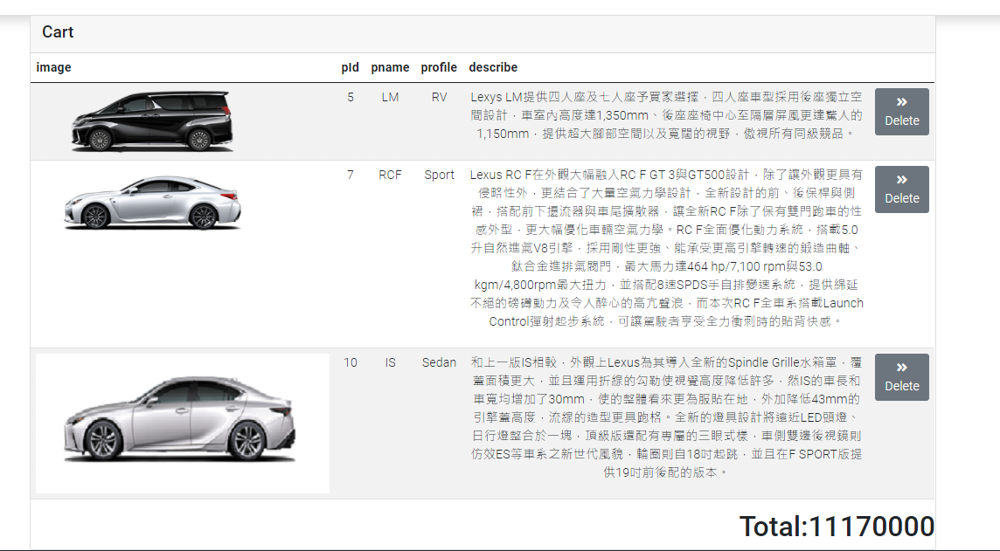 Cart
image pId pname profile describe
5 LM RV Lexys LM提供四人座及七人座予買家選擇，四人座車型採用後座獨立空
間設計，車室內高度達1,350mm、後座座椅中心至隔層屏風更達驚人的
1,150mm，提供超大腳部空間以及寬闊的視野，傲視所有同級競品。
Delete
7 RCF Sport Lexus RC F在外觀大幅融入RC F GT 3與GT500設計，除了讓外觀更具有
侵略性外，更結合了大量空氣力學設計，全新設計的前、後保桿與側
裙，搭配前下擾流器與車尾擴散器，讓全新RC F除了保有雙門跑車的性
感外型，更大幅優化車輛空氣力學。RC F全面優化動力系統，搭載5.0
升自然進氣V8引擎，採用剛性更強、能承受更高引擎轉速的鍛造曲軸、
鈦合金進排氣閥門，最大馬力達464 hp/7,100 rpm與53.0
kgm/4,800rpm最大扭力，並搭配8速SPDS手自排變速系統，提供綿延
不絕的磅礡動力及令人醉心的高亢聲浪，而本次RC F全車系搭載Launch
Control彈射起步系統，可讓駕駛者享受全力衝刺時的貼背快感。
Delete
10 IS Sedan 和上一版IS相較，外觀上Lexus為其導入全新的Spindle Grille水箱罩，覆
蓋面積更大，並且運用折線的勾勒使視覺高度降低許多，然IS的車長和
車寬均增加了30mm，使的整體看來更為服貼在地，外加降低43mm的
引擎蓋高度，流線的造型更具跑格。全新的燈具設計將遠近LED頭燈、
日行燈整合於一塊，頂級版還配有專屬的三眼式樣，車側雙邊後視鏡則
仿效ES等車系之新世代風貌，輪圈則自18吋起跳，並且在F SPORT版提
供19吋前後配的版本。
Delete
Total:11170000